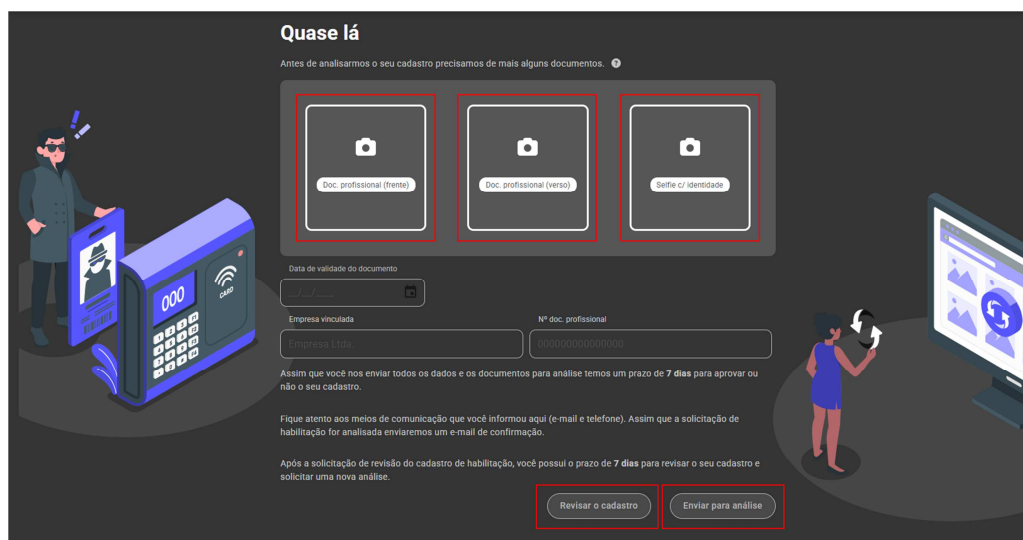 Quase lá
Antes de analisarmos o seu cadastro precisamos de mais alguns documentos. ?
Doc. profissional (frente)
Doc. profissional (verso)
Selfie c/ identidade
Data de validade do documento
__/__/____
Empresa vinculada
Nº doc. profissional
Empresa Ltda.
000000000000000
000
CARD
Assim que você nos enviar todos os dados e os documentos para análise temos um prazo de 7 dias para aprovar ou
não o seu cadastro.
Fique atento aos meios de comunicação que você informou aqui (e-mail e telefone). Assim que a solicitação de
habilitação for analisada enviaremos um e-mail de confirmação.
Após a solicitação de revisão do cadastro de habilitação, você possui o prazo de 7 dias para revisar o seu cadastro e
solicitar uma nova análise.
Revisar o cadastro
Enviar para análise